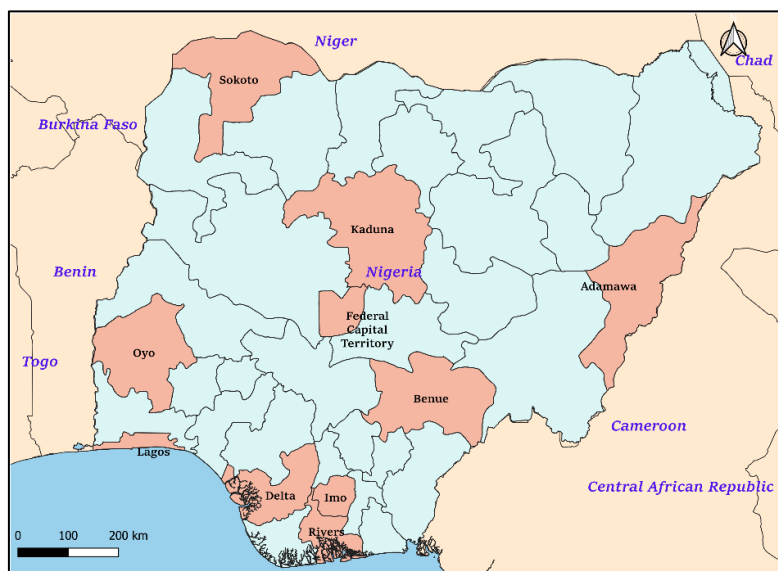 Niger
Chad
Sokoto
Burkina Faso
Kaduna
Benin
Nigeria
Adamawa
Federal
Capital
Territory
Oyo
Togo
Benue
Cameroon
Lagos
Central African Republic
Delta
Imo
Rivers
0 100 200 km